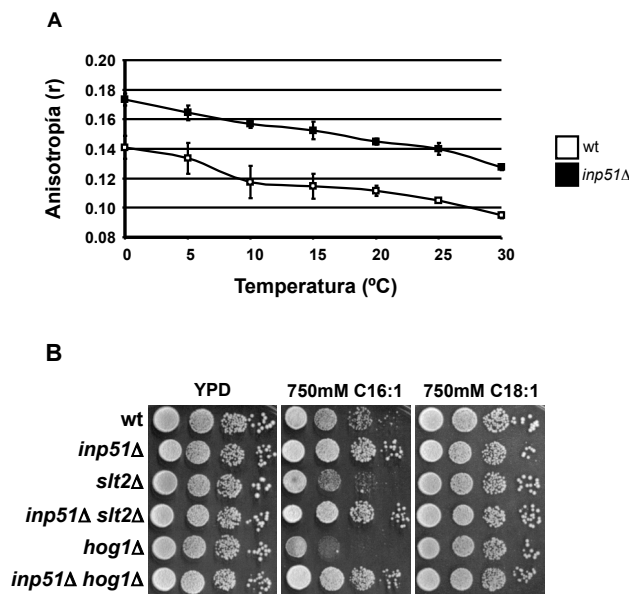 A
0.20
0.18
0.16
0.14
0.12
0.10
0.08
Anisotropía (r)
0 5 10 15 20 25 30
Temperatura (ºC)
wt
inp51Δ
B
YPD 750mM C16:1 750mM C18:1
wt
inp51Δ
slt2Δ
inp51Δ slt2Δ
hog1Δ
inp51Δ hog1Δ